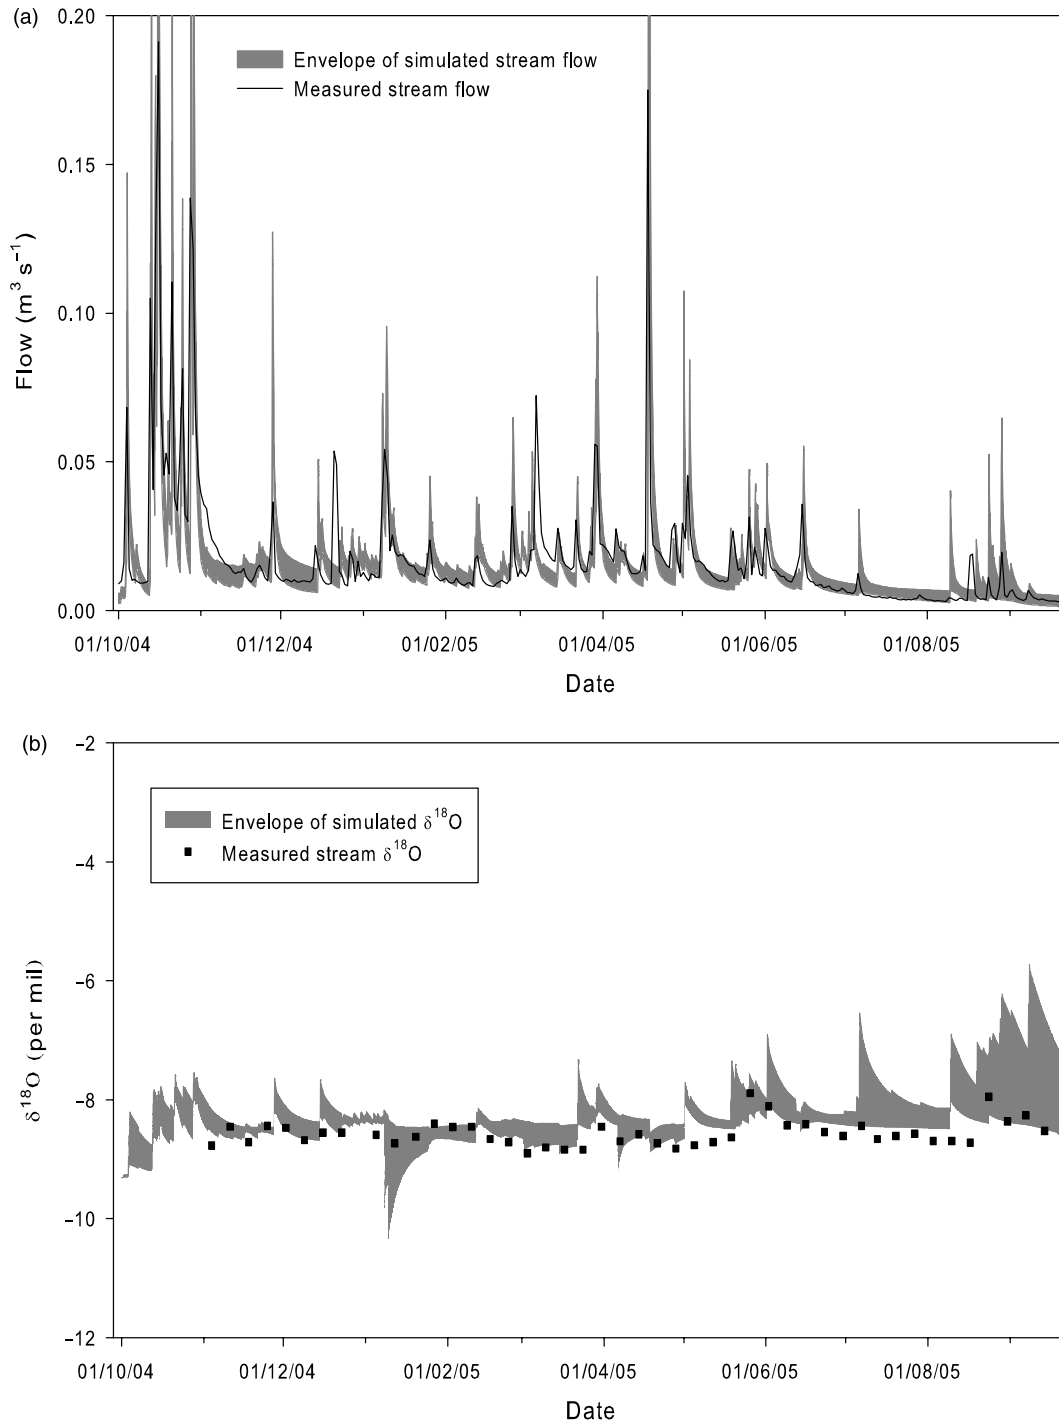 (a)
0.20
0.15
0.10
0.05
0.00
Flow (m³ s⁻¹)
Envelope of simulated stream flow
Measured stream flow
01/10/04 01/12/04 01/02/05 01/04/05 01/06/05 01/08/05
Date
(b)
−2
−4
−6
−8
−10
−12
δ¹⁸O (per mil)
Envelope of simulated δ¹⁸O
Measured stream δ¹⁸O
01/10/04 01/12/04 01/02/05 01/04/05 01/06/05 01/08/05
Date